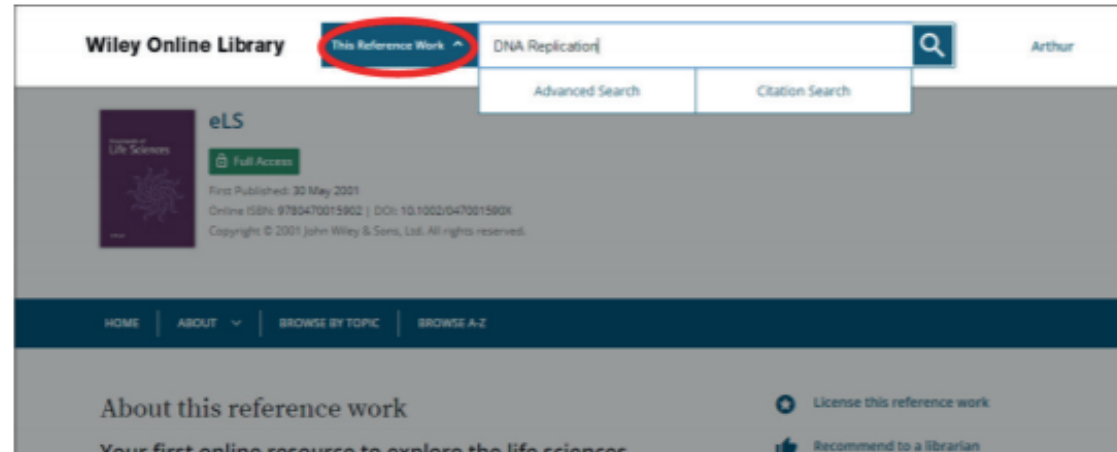 Wiley Online Library
This Reference Work
DNA Replication
Arthur
Advanced Search
Citation Search
eLS
Life Sciences
Full Access
First Published: 30 May 2001
Online ISBN: 9780470015902 | DOI: 10.1002/047001590X
Copyright © 2001 John Wiley & Sons, Ltd. All rights reserved.
HOME
ABOUT
BROWSE BY TOPIC
BROWSE A-Z
About this reference work
License this reference work
Your first online resource to explore the life sciences
Recommend to a librarian